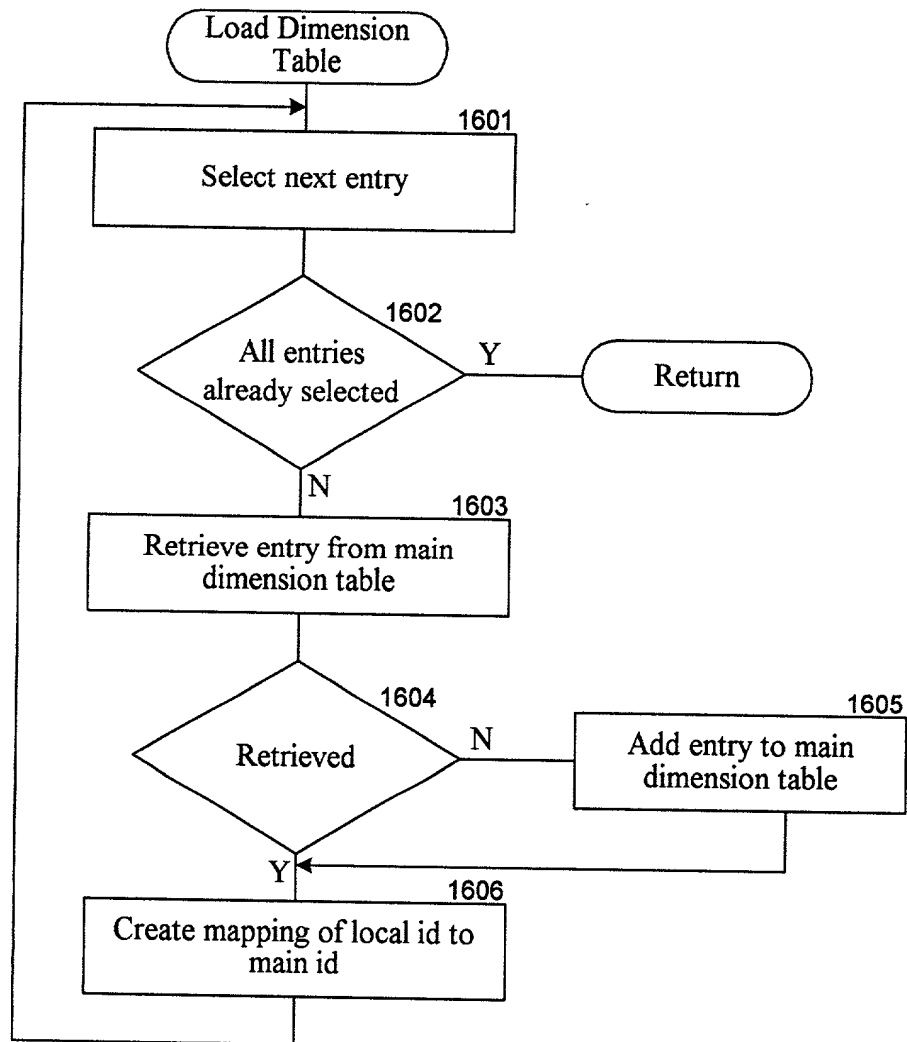 Load Dimension
Table
1601
Select next entry
1602
All entries
already selected
Y
Return
N
1603
Retrieve entry from main
dimension table
1604
Retrieved
N
1605
Add entry to main
dimension table
Y
1606
Create mapping of local id to
main id